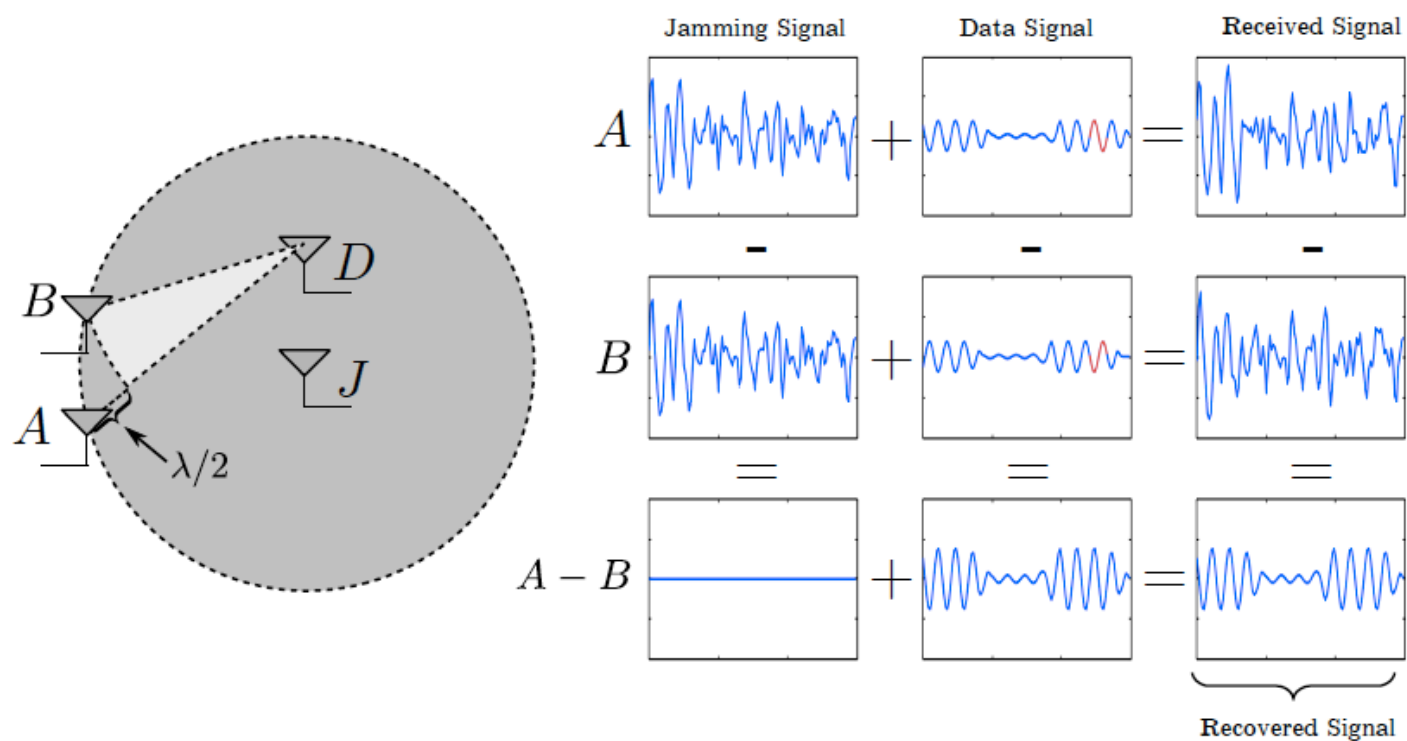 Jamming Signal Data Signal Received Signal
A + =
D
- - -
B
J
B + =
A
λ/2
= = =
A − B + =
Recovered Signal